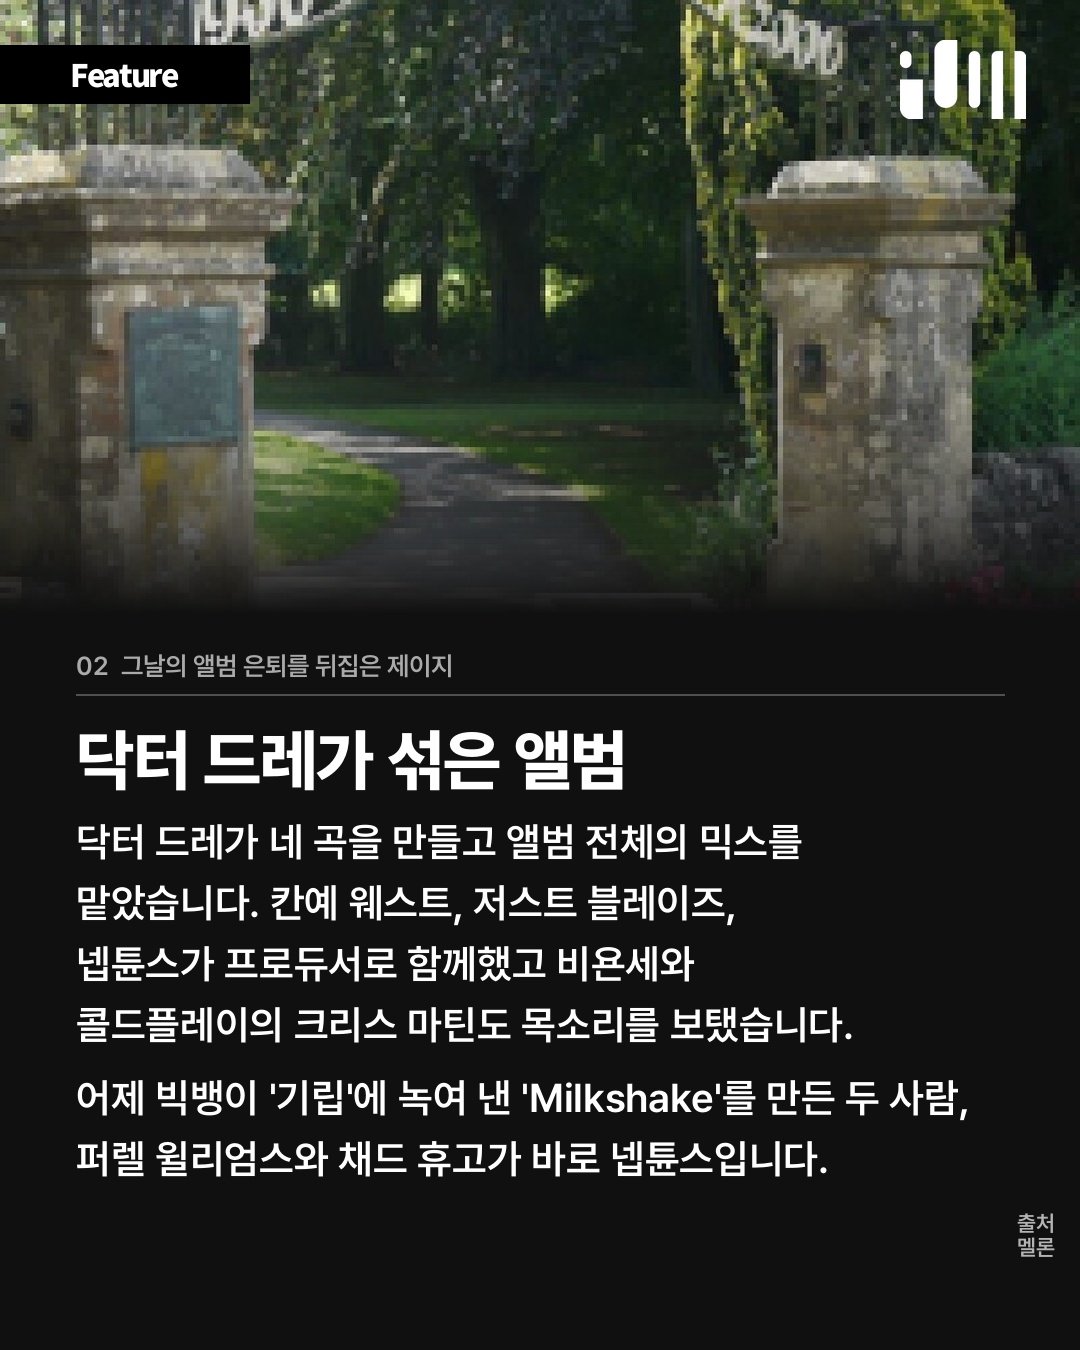 Feature
02 그날의 앨범 은퇴를 뒤집은 제이지
닥터 드레가 섞은 앨범
닥터 드레가 네 곡을 만들고 앨범 전체의 믹스를
맡았습니다. 칸예 웨스트, 저스트 블레이즈,
넵튠스가 프로듀서로 함께했고 비욘세와
콜드플레이의 크리스 마틴도 목소리를 보탰습니다.
어제 빅뱅이 '기립'에 녹여 낸 'Milkshake'를 만든 두 사람,
퍼렐 윌리엄스와 채드 휴고가 바로 넵튠스입니다.
출처
멜론